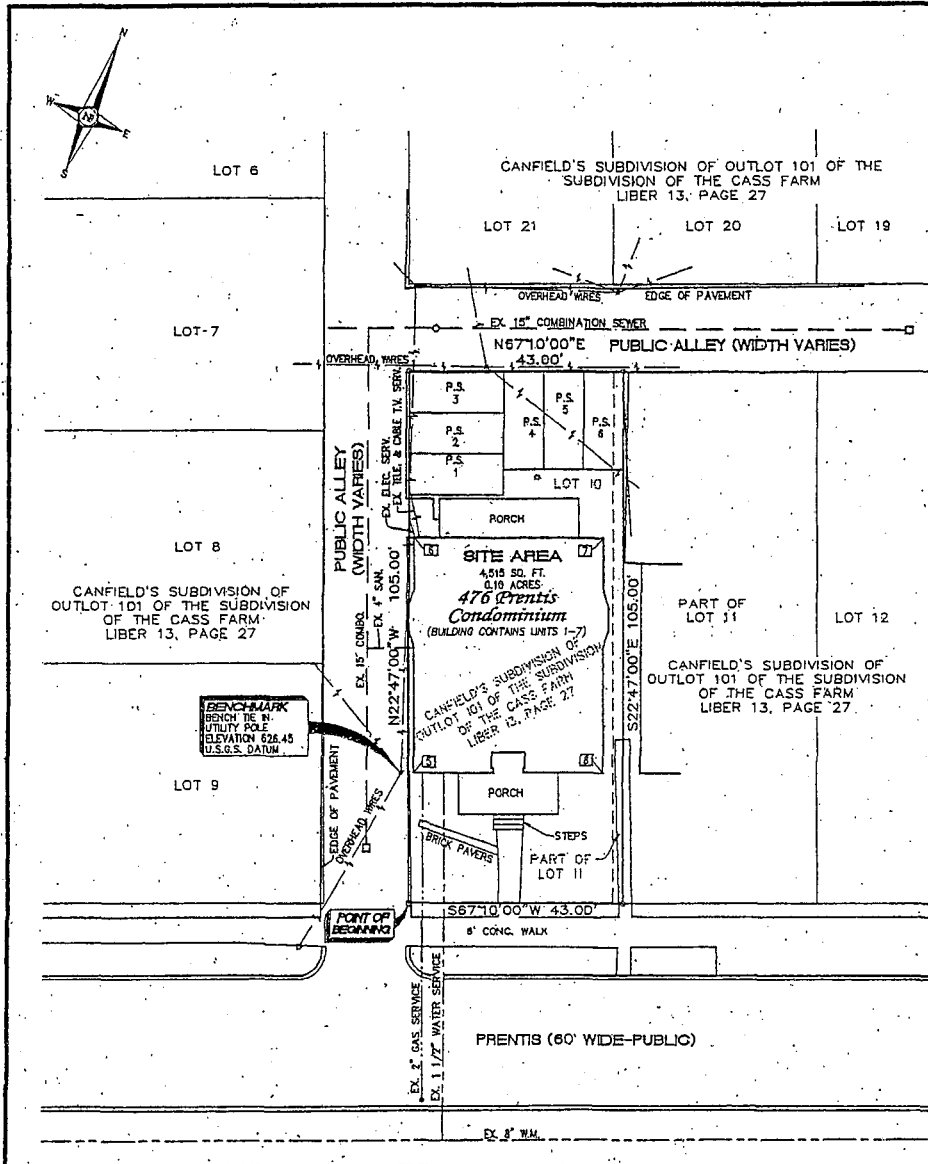 N
W
E
S
LOT 6
CANFIELD'S SUBDIVISION OF OUTLOT 101 OF THE
SUBDIVISION OF THE CASS FARM
LIBER 13, PAGE 27
LOT 21
LOT 20
LOT 19
OVERHEAD WIRES
EDGE OF PAVEMENT
LOT-7
EX. 15" COMBINATION SEWER
N67°10'00"E
43.00'
PUBLIC ALLEY (WIDTH VARIES)
OVERHEAD WIRES
P.S.
3
P.S.
2
P.S.
1
P.S.
4
P.S.
5
P.S.
6
LOT 10
EX. ELEC. SERV.
EX. TELE. & CABLE T.V. SERV.
PUBLIC ALLEY
(WIDTH VARIES)
PORCH
LOT 8
CANFIELD'S SUBDIVISION OF
OUTLOT 101 OF THE SUBDIVISION
OF THE CASS FARM
LIBER 13, PAGE 27
6
7
SITE AREA
4,515 SQ. FT.
0.10 ACRES
476 Prentis
Condominium
(BUILDING CONTAINS UNITS 1-7)
CANFIELD'S SUBDIVISION OF
OUTLOT 101 OF THE SUBDIVISION
OF THE CASS FARM
LIBER 13, PAGE 27
EX. 15" COMBO.
EX. 4" SAN.
N22°47'00"W 105.00'
S22°47'00"E 105.00'
PART OF
LOT 11
LOT 12
CANFIELD'S SUBDIVISION OF
OUTLOT 101 OF THE SUBDIVISION
OF THE CASS FARM
LIBER 13, PAGE 27
BENCHMARK
BENCH TIE IN
UTILITY POLE
ELEVATION 626.45
U.S.G.S. DATUM
5
8
LOT 9
EDGE OF PAVEMENT
OVERHEAD WIRES
PORCH
STEPS
BRICK PAVERS
PART OF
LOT 11
POINT OF
BEGINNING
S67°10'00"W 43.00'
6' CONC. WALK
EX. 2" GAS SERVICE
EX. 1 1/2" WATER SERVICE
PRENTIS (60' WIDE-PUBLIC)
EX. 8" W.M.